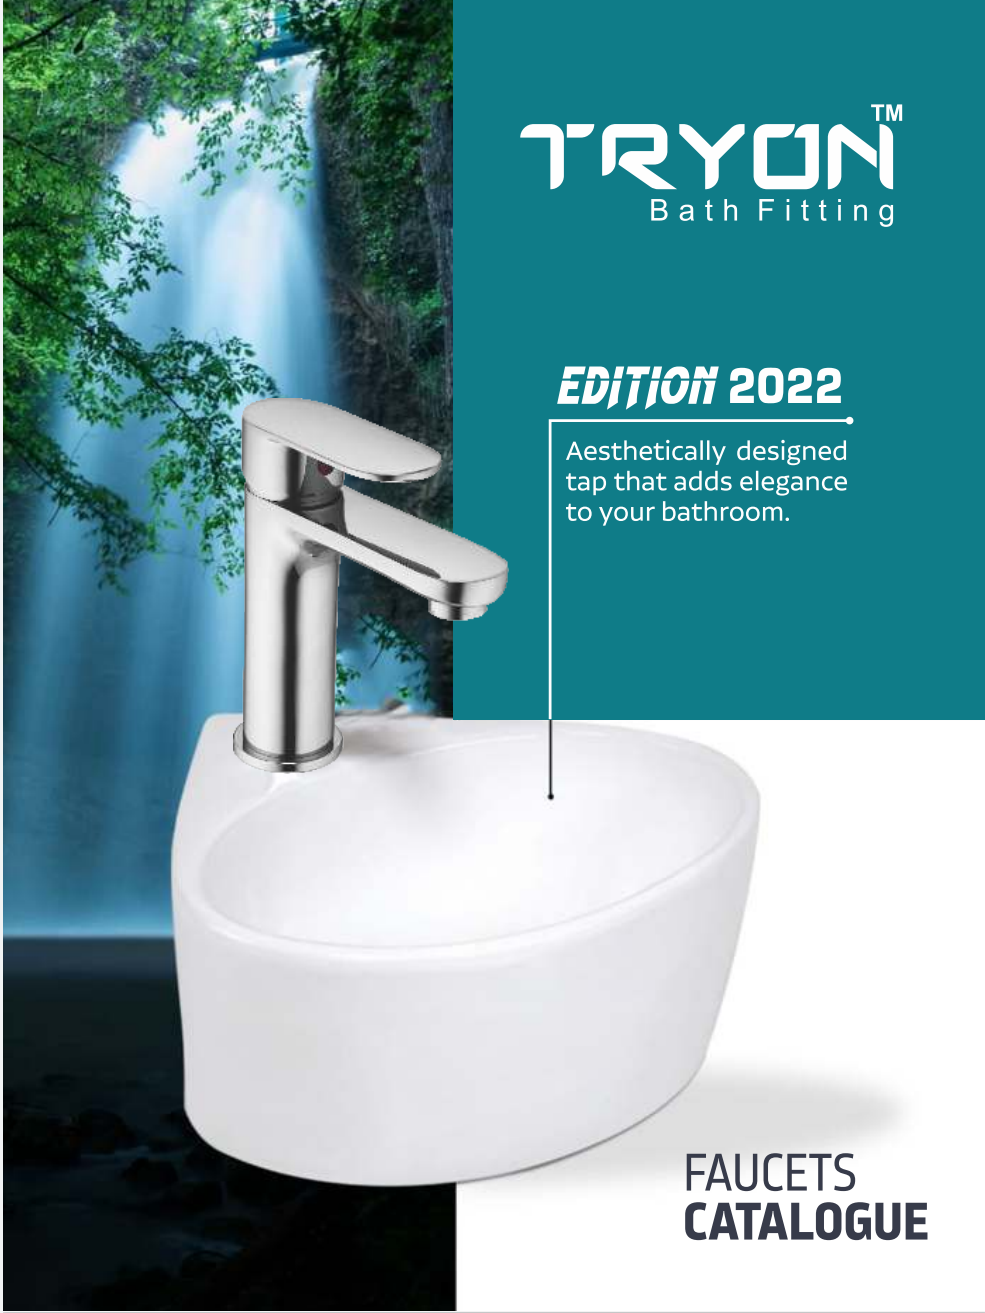 TRYON™
Bath Fitting
EDITION 2022
Aesthetically designed
tap that adds elegance
to your bathroom.
FAUCETS
CATALOGUE